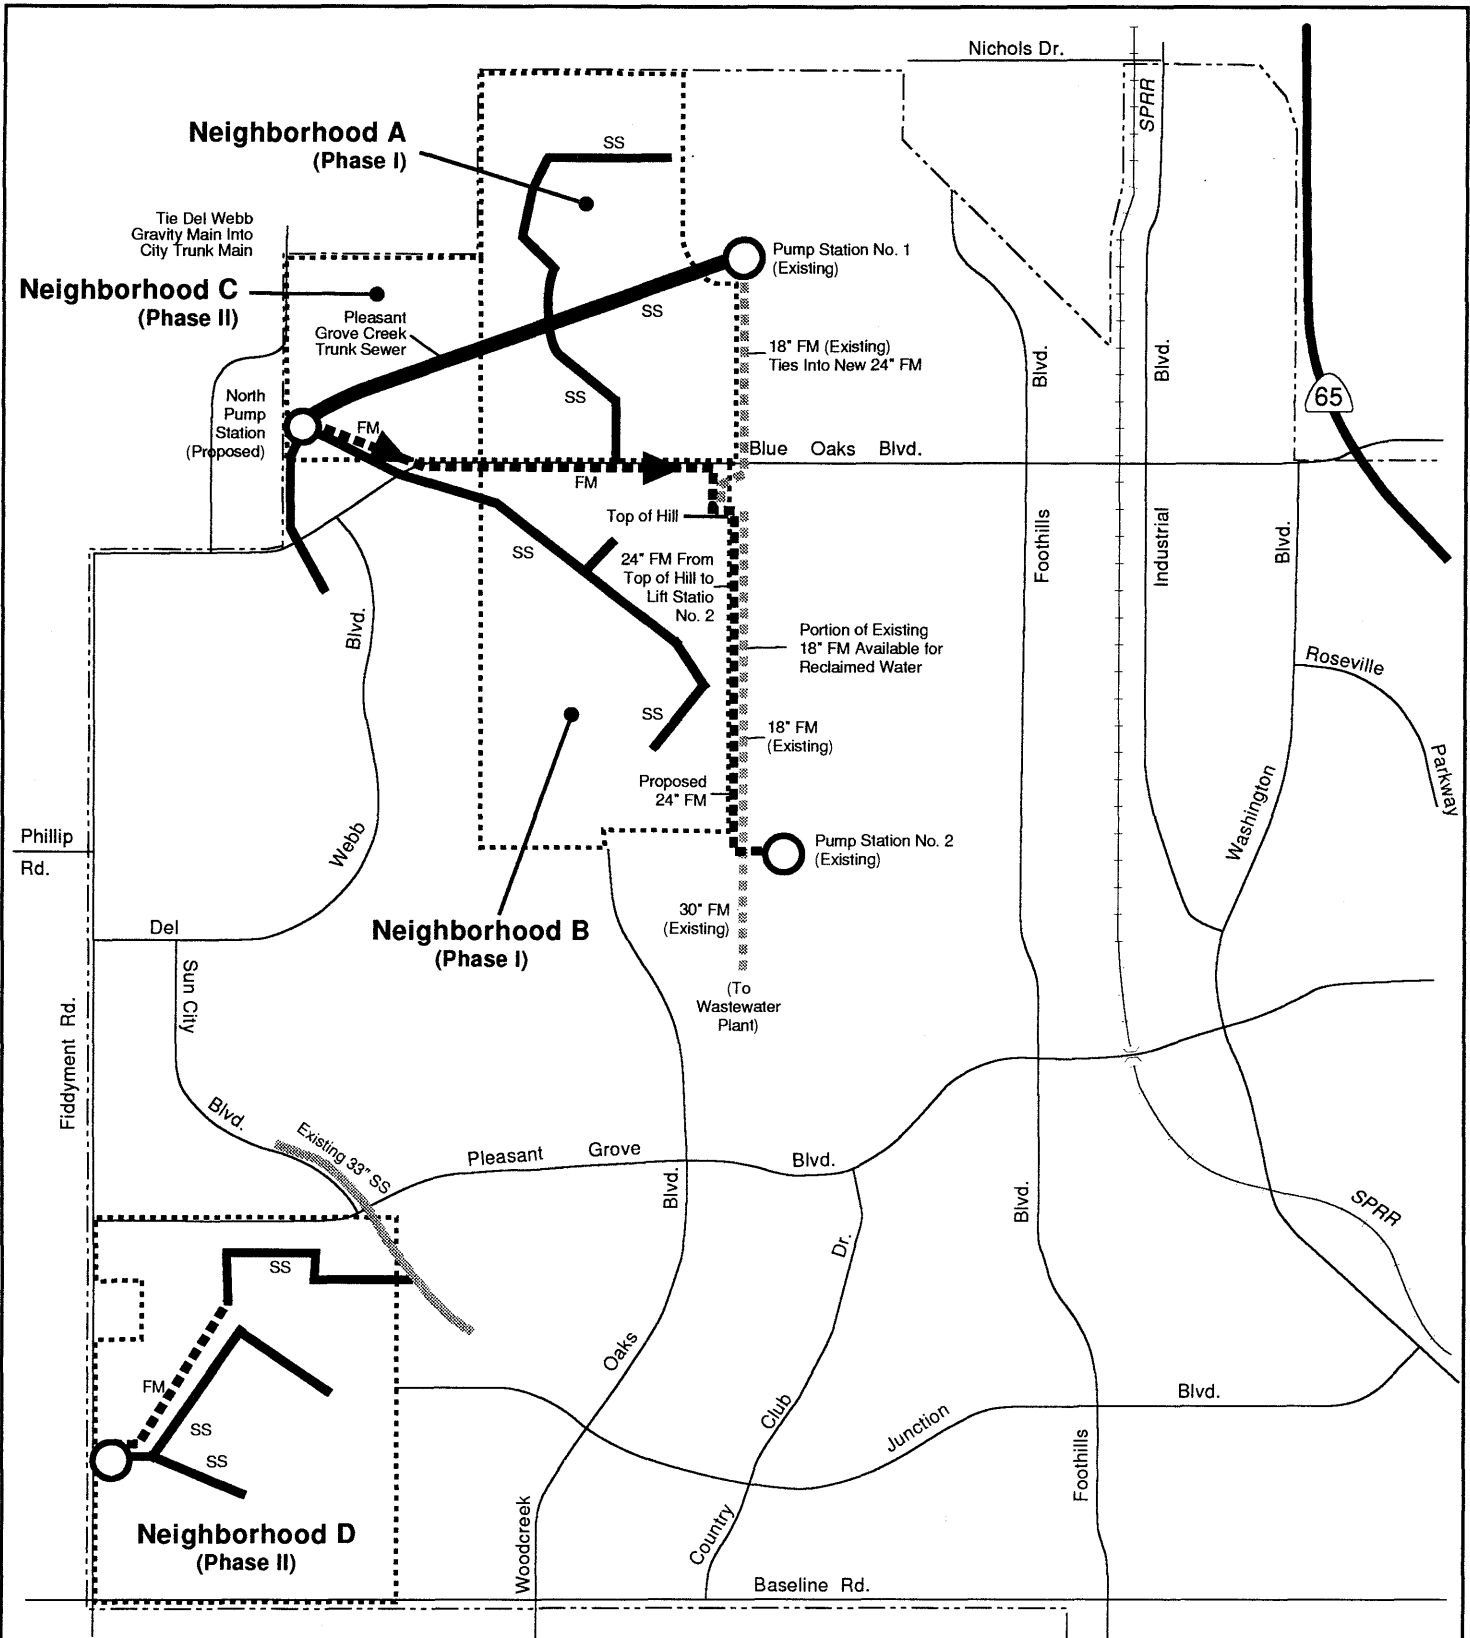 Nichols Dr.
SPRR
Neighborhood A
(Phase I)
SS
Tie Del Webb
Gravity Main Into
City Trunk Main
Pump Station No. 1
(Existing)
Neighborhood C
(Phase II)
Pleasant
Grove Creek
Trunk Sewer
SS
18" FM (Existing)
Ties Into New 24" FM
Blvd.
Blvd.
65
North
Pump
Station
(Proposed)
FM
SS
Blue Oaks Blvd.
FM
Top of Hill
SS
24" FM From
Top of Hill to
Lift Statio
No. 2
Foothills
Industrial
Blvd.
Blvd.
Portion of Existing
18" FM Available for
Reclaimed Water
Roseville
Parkway
SS
18" FM
(Existing)
Proposed
24" FM
Washington
Phillip
Rd.
Webb
Pump Station No. 2
(Existing)
Del
Neighborhood B
(Phase I)
30" FM
(Existing)
Sun City
(To
Wastewater
Plant)
Fiddyment Rd.
Blvd.
Existing 33" SS
Pleasant Grove Blvd.
Blvd.
Blvd.
SPRR
Dr.
SS
Oaks
FM
SS
SS
Club
Junction
Blvd.
Foothills
Neighborhood D
(Phase II)
Woodcreek
Country
Baseline Rd.